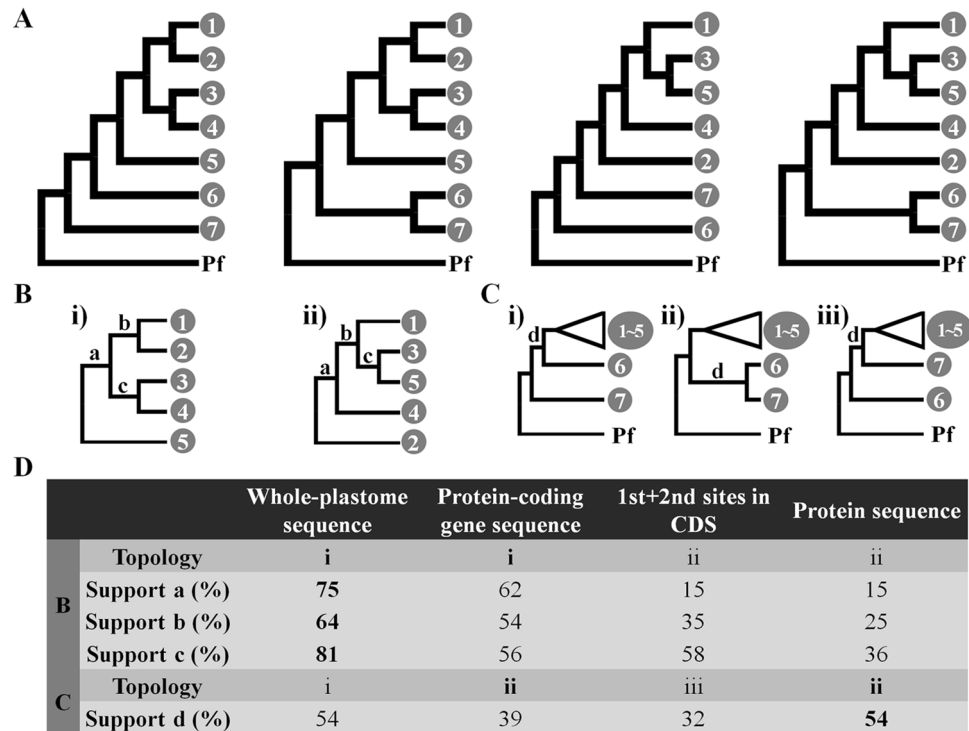 A
1 1 1 1
2 2 3 3
3 3 5 5
4 4 4 4
5 5 2 2
6 6 7 6
7 7 6 7
Pf Pf Pf Pf
B C
i) ii) i) ii) iii)
b 1 b 1 d 1~5 1~5 d 1~5
a 2 a c 3 6 d 6 7
c 3 5 7 7 6
4 4 Pf Pf Pf
5 2
D
Whole-plastome sequence Protein-coding gene sequence 1st+2nd sites in CDS Protein sequence
B
Topology i i ii ii
Support a (%) 75 62 15 15
Support b (%) 64 54 35 25
Support c (%) 81 56 58 36
C
Topology i ii iii ii
Support d (%) 54 39 32 54